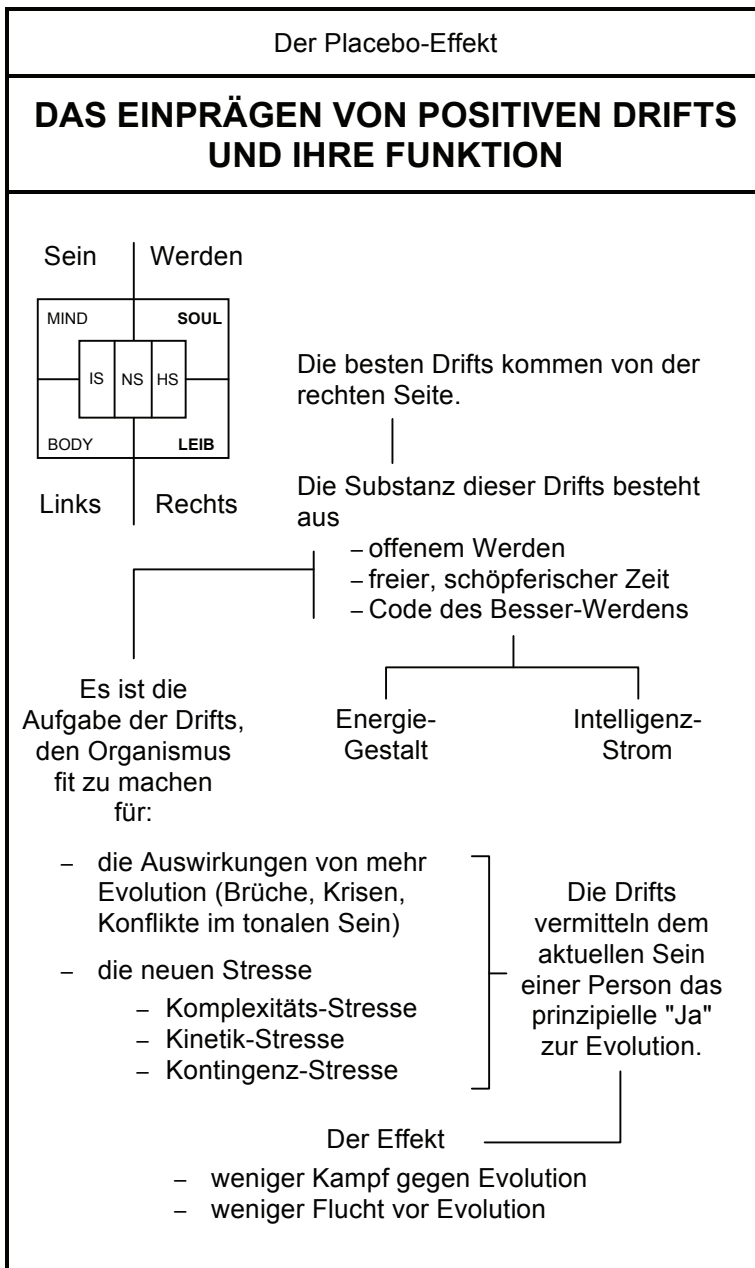 Der Placebo-Effekt
DAS EINPRÄGEN VON POSITIVEN DRIFTS
UND IHRE FUNKTION
Sein Werden
MIND SOUL
IS NS HS
BODY LEIB
Links Rechts
Die besten Drifts kommen von der
rechten Seite.
Die Substanz dieser Drifts besteht
aus
– offenem Werden
– freier, schöpferischer Zeit
– Code des Besser-Werdens
Energie-
Gestalt
Intelligenz-
Strom
Es ist die
Aufgabe der Drifts,
den Organismus
fit zu machen
für:
– die Auswirkungen von mehr
Evolution (Brüche, Krisen,
Konflikte im tonalen Sein)
– die neuen Stresse
– Komplexitäts-Stresse
– Kinetik-Stresse
– Kontingenz-Stresse
Die Drifts
vermitteln dem
aktuellen Sein
einer Person das
prinzipielle "Ja"
zur Evolution.
Der Effekt
– weniger Kampf gegen Evolution
– weniger Flucht vor Evolution